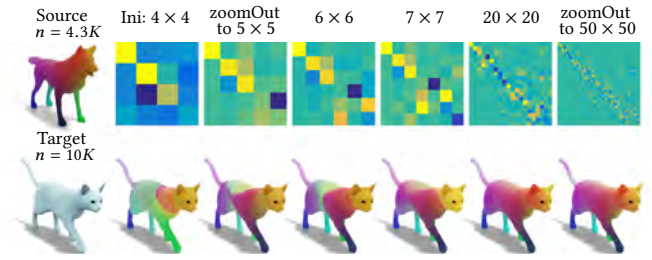 Source
n = 4.3K
Ini: 4 × 4
zoomOut
to 5 × 5
6 × 6
7 × 7
20 × 20
zoomOut
to 50 × 50
Target
n = 10K